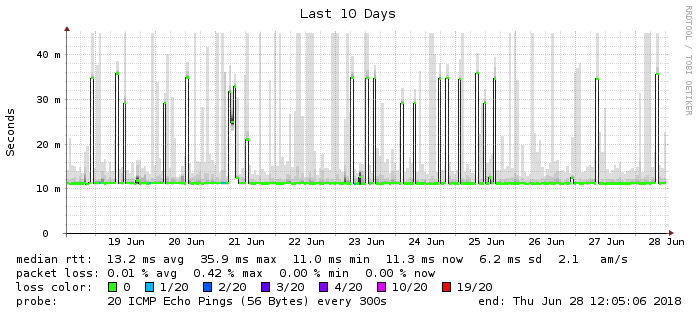 Last 10 Days
RRDTOOL / TOBI OETIKER
Seconds
40 m
30 m
20 m
10 m
0
19 Jun 20 Jun 21 Jun 22 Jun 23 Jun 24 Jun 25 Jun 26 Jun 27 Jun 28 Jun
median rtt: 13.2 ms avg 35.9 ms max 11.0 ms min 11.3 ms now 6.2 ms sd 2.1 am/s
packet loss: 0.01 % avg 0.42 % max 0.00 % min 0.00 % now
loss color: 0 1/20 2/20 3/20 4/20 10/20 19/20
probe: 20 ICMP Echo Pings (56 Bytes) every 300s end: Thu Jun 28 12:05:06 2018